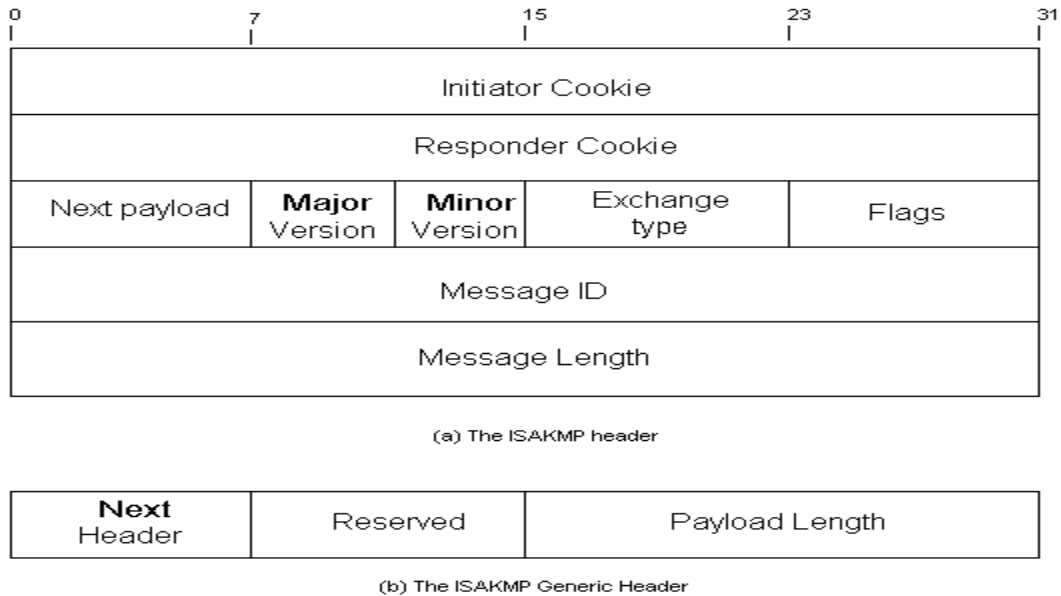 0 7 15 23 31
Initiator Cookie
Responder Cookie
Next payload
Major
Version
Minor
Version
Exchange
type
Flags
Message ID
Message Length
(a) The ISAKMP header
Next
Header
Reserved
Payload Length
(b) The ISAKMP Generic Header